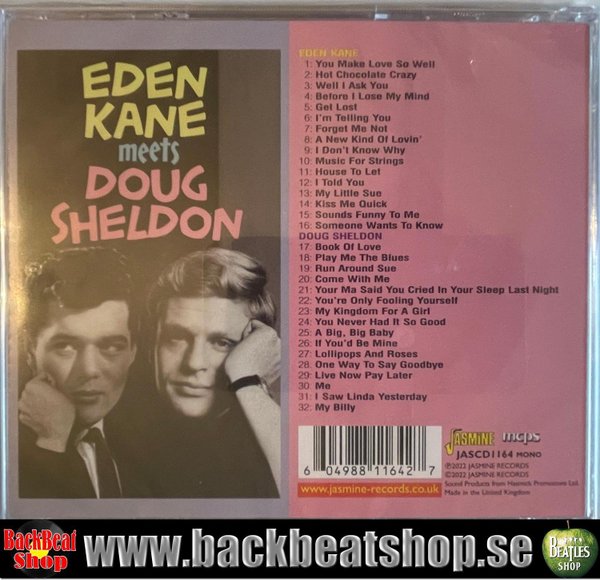 EDEN
KANE
meets
DOUG
SHELDON
EDEN KANE
1: You Make Love So Well
2: Hot Chocolate Crazy
3: Well I Ask You
4: Before I Lose My Mind
5: Get Lost
6: I'm Telling You
7: Forget Me Not
8: A New Kind Of Lovin'
9: I Don't Know Why
10: Music For Strings
11: House To Let
12: I Told You
13: My Little Sue
14: Kiss Me Quick
15: Sounds Funny To Me
16: Someone Wants To Know
DOUG SHELDON
17: Book Of Love
18: Play Me The Blues
19: Run Around Sue
20: Come With Me
21: Your Ma Said You Cried In Your Sleep Last Night
22: You're Only Fooling Yourself
23: My Kingdom For A Girl
24: You Never Had It So Good
25: A Big, Big Baby
26: If You'd Be Mine
27: Lollipops And Roses
28: One Way To Say Goodbye
29: Live Now Pay Later
30: Me
31: I Saw Linda Yesterday
32: My Billy
6 04988 11642 7
www.jasmine-records.co.uk
JASMINE mcps
JASCD1164 MONO
℗2022 JASMINE RECORDS
©2022 JASMINE RECORDS
Sound Products from Hasmick Promotions Ltd.
Made in the United Kingdom
BackBeat
Shop
www.backbeatshop.se
BEATLES
SHOP